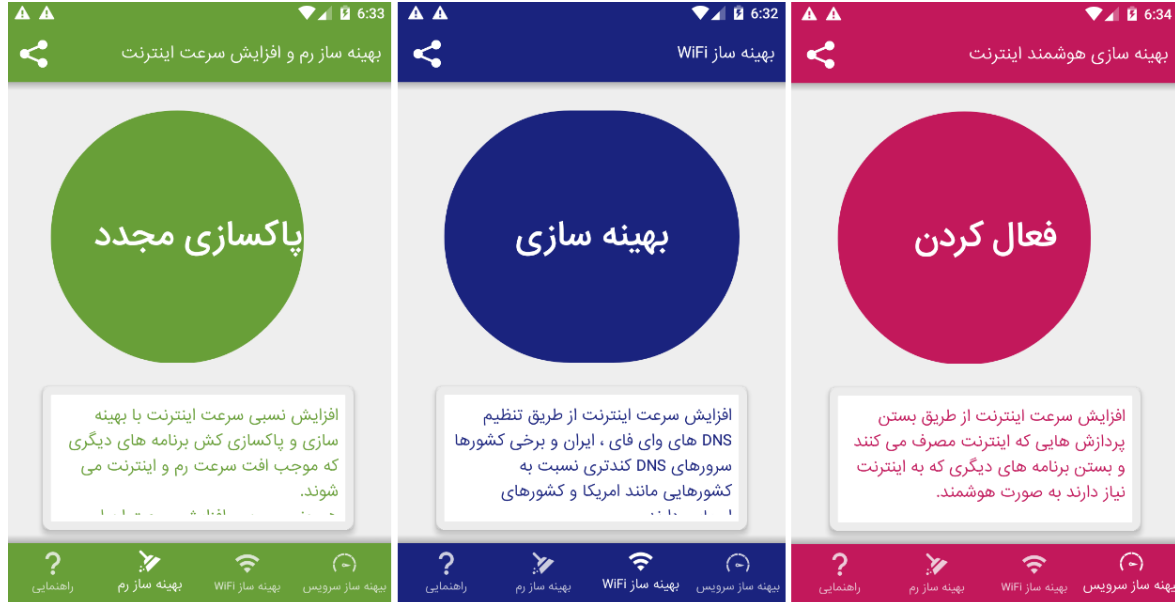 6:33
بهینه ساز رم و افزایش سرعت اینترنت
پاکسازی مجدد
افزایش نسبی سرعت اینترنت با بهینه
سازی و پاکسازی کش برنامه های دیگری
که موجب افت سرعت رم و اینترنت می
شوند.
راهنمایی
بهینه ساز رم
بهینه ساز WiFi
بیهنه ساز سرویس
6:32
بهینه ساز WiFi
بهینه سازی
افزایش سرعت اینترنت از طریق تنظیم
DNS های وای فای ، ایران و برخی کشورها
سرورهای DNS کندتری نسبت به
کشورهایی مانند امریکا و کشورهای
راهنمایی
بهینه ساز رم
بهینه ساز WiFi
بیهنه ساز سرویس
6:34
بهینه سازی هوشمند اینترنت
فعال کردن
افزایش سرعت اینترنت از طریق بستن
پردازش هایی که اینترنت مصرف می کنند
و بستن برنامه های دیگری که به اینترنت
نیاز دارند به صورت هوشمند.
راهنمایی
بهینه ساز رم
بهینه ساز WiFi
بیهنه ساز سرویس